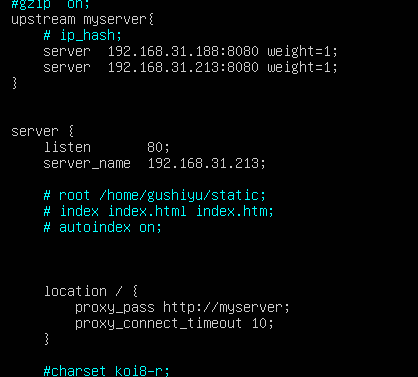 #gzip  on;
upstream myserver{
    # ip_hash;
    server  192.168.31.188:8080 weight=1;
    server  192.168.31.213:8080 weight=1;
}
server {
    listen       80;
    server_name  192.168.31.213;
    # root /home/gushiyu/static;
    # index index.html index.htm;
    # autoindex on;
    location / {
        proxy_pass http://myserver;
        proxy_connect_timeout 10;
    }
    #charset koi8-r;